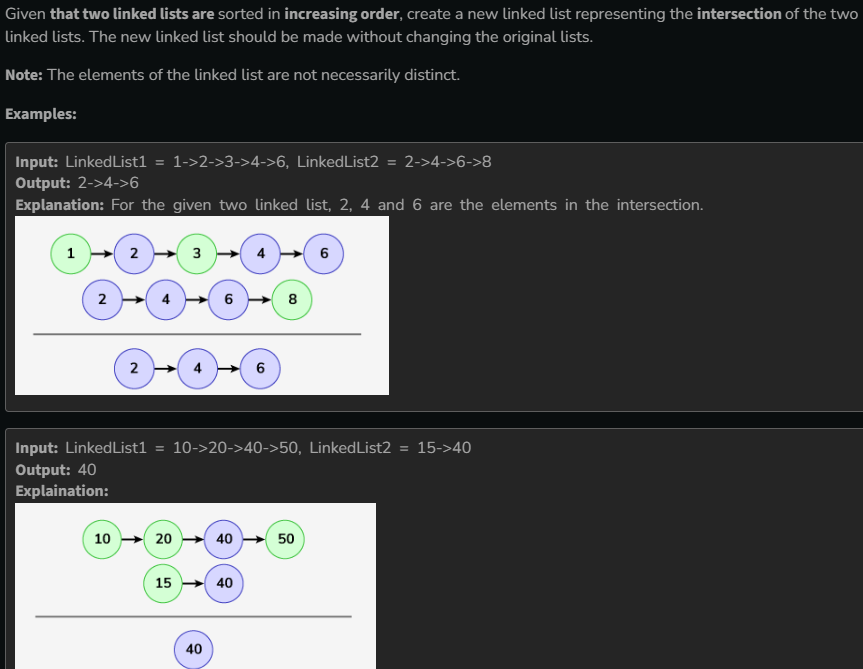 Given that two linked lists are sorted in increasing order, create a new linked list representing the intersection of the two
linked lists. The new linked list should be made without changing the original lists.
Note: The elements of the linked list are not necessarily distinct.
Examples:
Input: LinkedList1 = 1->2->3->4->6, LinkedList2 = 2->4->6->8
Output: 2->4->6
Explanation: For the given two linked list, 2, 4 and 6 are the elements in the intersection.
1 2 3 4 6
2 4 6 8
2 4 6
Input: LinkedList1 = 10->20->40->50, LinkedList2 = 15->40
Output: 40
Explaination:
10 20 40 50
15 40
40